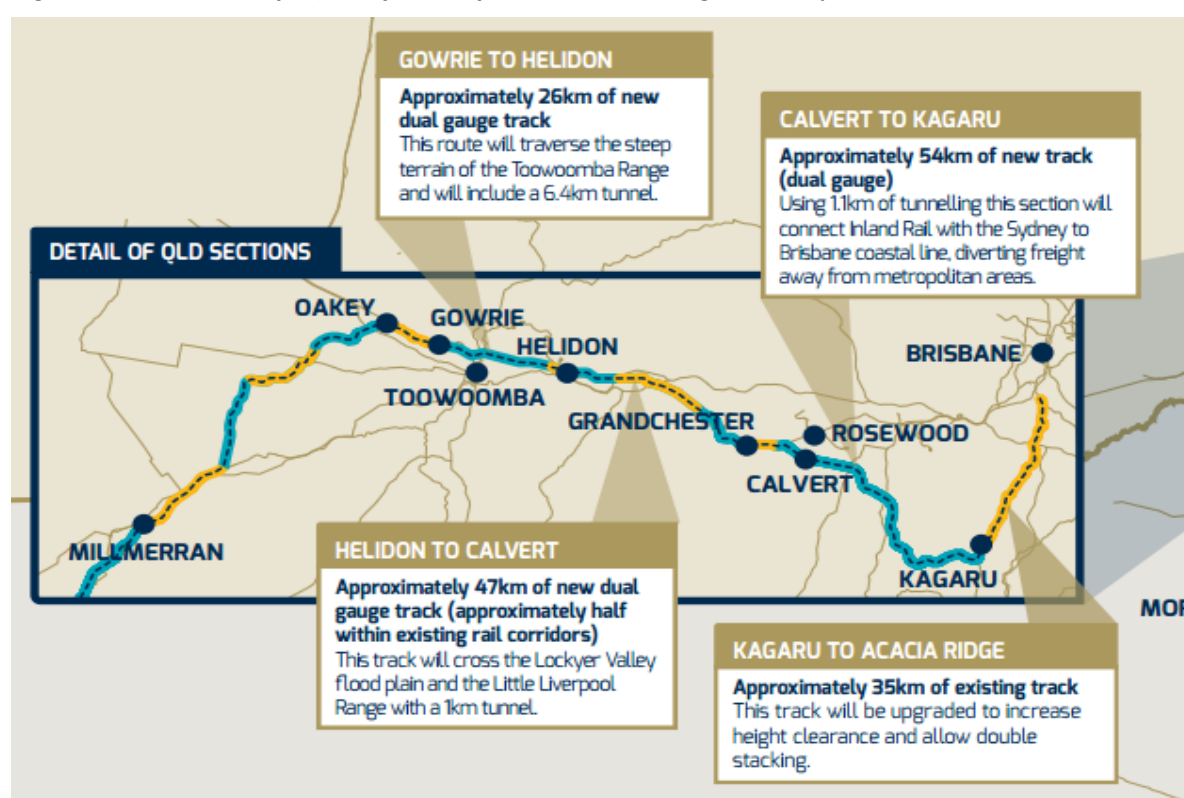 GOWRIE TO HELIDON
Approximately 26km of new
dual gauge track
This route will traverse the steep
terrain of the Toowoomba Range
and will include a 6.4km tunnel.
CALVERT TO KAGARU
Approximately 54km of new track
(dual gauge)
Using 1.1km of tunnelling this section will
connect Inland Rail with the Sydney to
Brisbane coastal line, diverting freight
away from metropolitan areas.
DETAIL OF QLD SECTIONS
OAKEY
GOWRIE
HELIDON
BRISBANE
TOOWOOMBA
GRANDCHESTER
ROSEWOOD
CALVERT
MILLMERRAN
KAGARU
HELIDON TO CALVERT
Approximately 47km of new dual
gauge track (approximately half
within existing rail corridors)
This track will cross the Lockyer Valley
flood plain and the Little Liverpool
Range with a 1km tunnel.
MOR
KAGARU TO ACACIA RIDGE
Approximately 35km of existing track
This track will be upgraded to increase
height clearance and allow double
stacking.